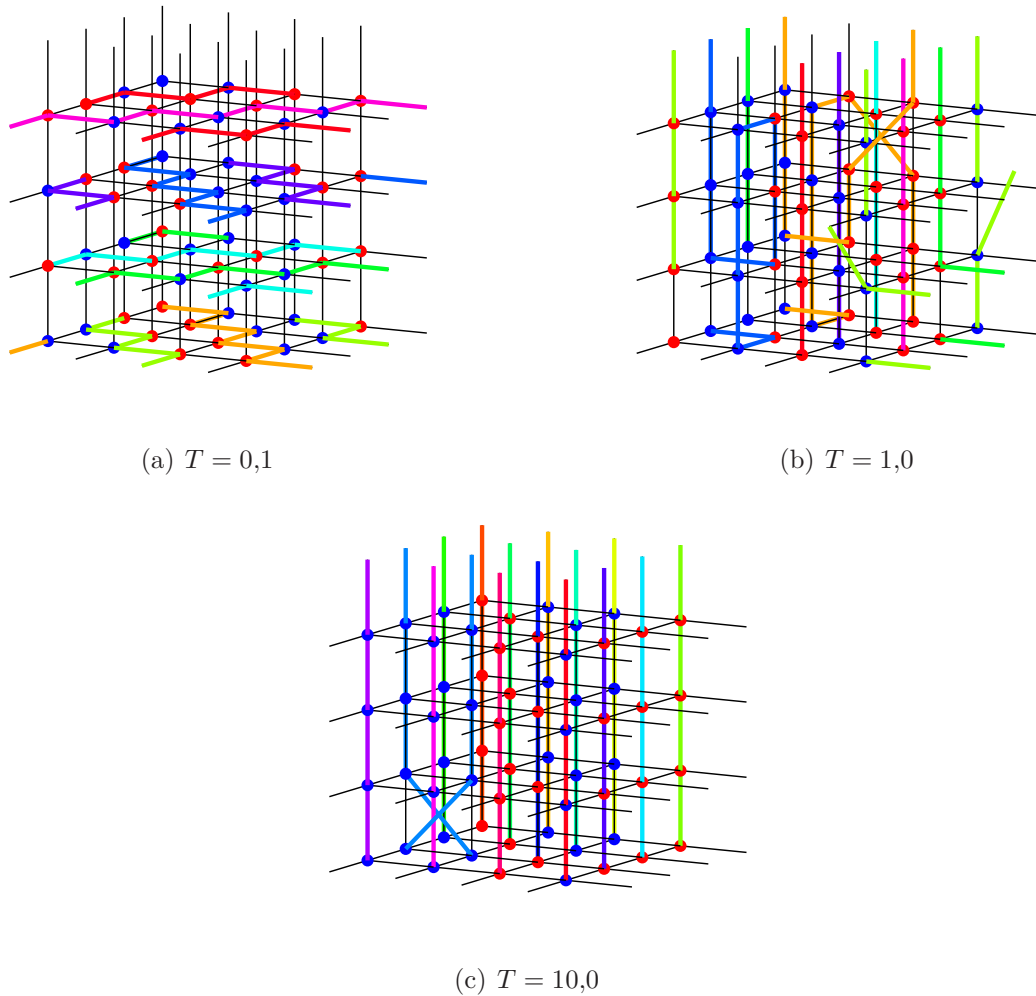 (a) T = 0,1
(b) T = 1,0
(c) T = 10,0